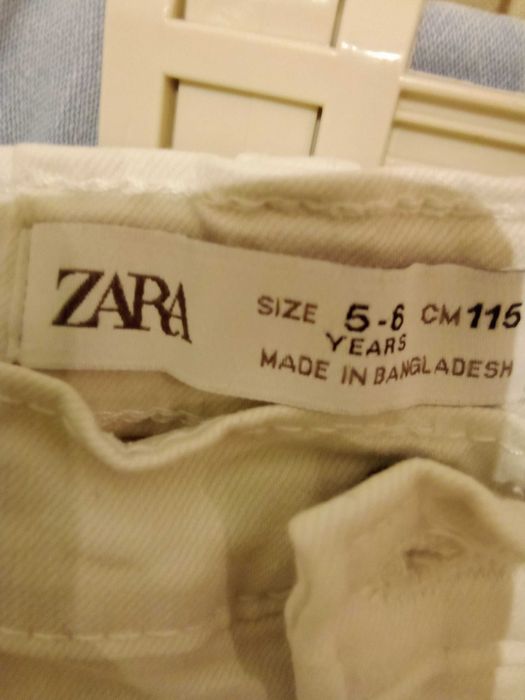 ZARA
SIZE 5-6 CM 115
YEARS
MADE IN BANGLADESH